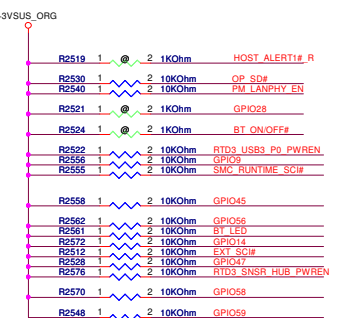 +3VSUS_ORG
R2519 1 @ 2 1KOhm HOST_ALERT1#_R
R2530 1 2 10KOhm OP_SD#
R2540 1 2 10KOhm PM_LANPHY_EN
R2521 1 @ 2 1KOhm GPIO28
R2524 1 @ 2 1KOhm BT_ON/OFF#
R2522 1 2 10KOhm RTD3_USB3_P0_PWREN
R2556 1 2 10KOhm GPIO9
R2555 1 2 10KOhm SMC_RUNTIME_SCI#
R2558 1 2 10KOhm GPIO45
R2562 1 2 10KOhm GPIO56
R2561 1 2 10KOhm BT_LED
R2572 1 2 10KOhm GPIO14
R2512 1 2 10KOhm EXT_SCI#
R2528 1 2 10KOhm GPIO47
R2576 1 2 10KOhm RTD3_SNSR_HUB_PWREN
R2570 1 2 10KOhm GPIO58
R2548 1 2 10KOhm GPIO59